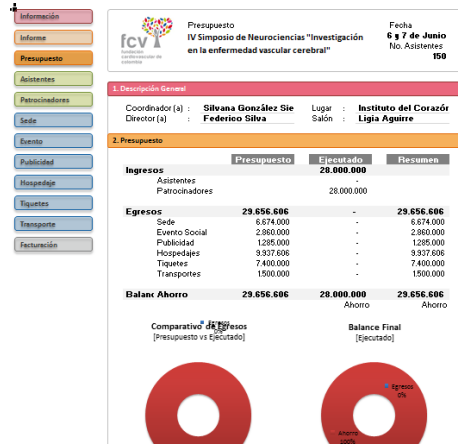 Información
Informe
Presupuesto
Asistentes
Patrocinadores
Sede
Evento
Publicidad
Hospedaje
Tiquetes
Transporte
Facturación
fcv
fundación
cardiovascular de
colombia
Presupuesto
IV Simposio de Neurociencias "Investigación
en la enfermedad vascular cerebral"
Fecha
6 y 7 de Junio
No. Asistentes
150
1. Descripción General
Coordinador(a) : Silvana González Sie Lugar : Instituto del Corazór
Director(a) : Federico Silva Salón : Ligia Aguirre
2. Presupuesto
Presupuesto Ejecutado Resumen
Ingresos 28.000.000
Asistentes -
Patrocinadores 28.000.000
Egresos 29.656.606 - 29.656.606
Sede 6.674.000 - 6.674.000
Evento Social 2.860.000 - 2.860.000
Publicidad 1.285.000 - 1.285.000
Hospedajes 9.937.606 - 9.937.606
Tiquetes 7.400.000 - 7.400.000
Transportes 1.500.000 - 1.500.000
Balanc Ahorro 29.656.606 28.000.000 29.656.606
Ahorro Ahorro
Comparativo de Egresos
[Presupuesto vs Ejecutado]
Egresos
0%
Balance Final
[Ejecutado]
Egresos
0%
Ahorro
100%